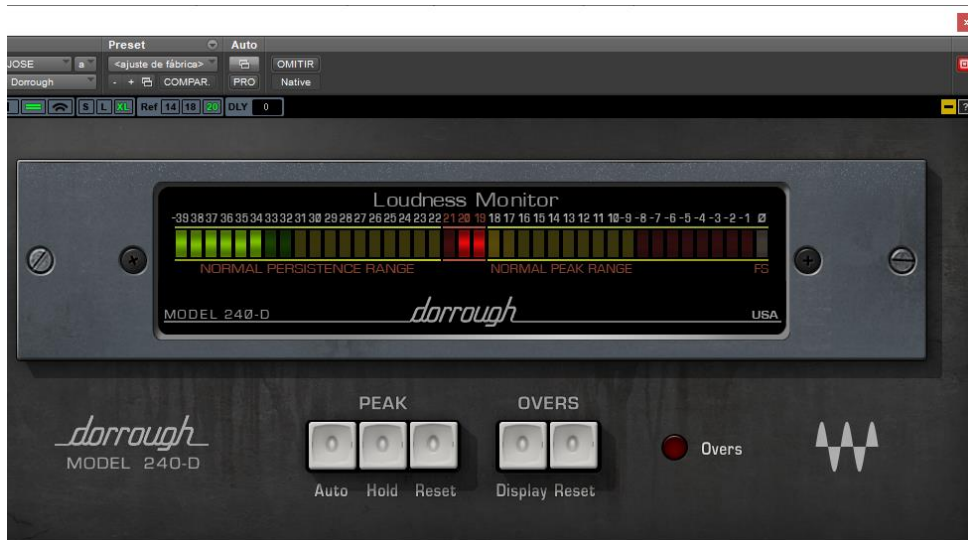 Preset Auto
JOSE a <ajuste de fábrica> OMITIR
Dorrough - + COMPAR. PRO Native
S L XL Ref 14 18 20 DLY 0 ?
Loudness Monitor
-39 38 37 36 35 34 33 32 31 30 29 28 27 26 25 24 23 22 21 20 19 18 17 16 15 14 13 12 11 10 -9 -8 -7 -6 -5 -4 -3 -2 -1 Ø
NORMAL PERSISTENCE RANGE NORMAL PEAK RANGE FS
MODEL 240-D dorrough USA
PEAK OVERS
dorrough
MODEL 240-D
Overs
Auto Hold Reset Display Reset